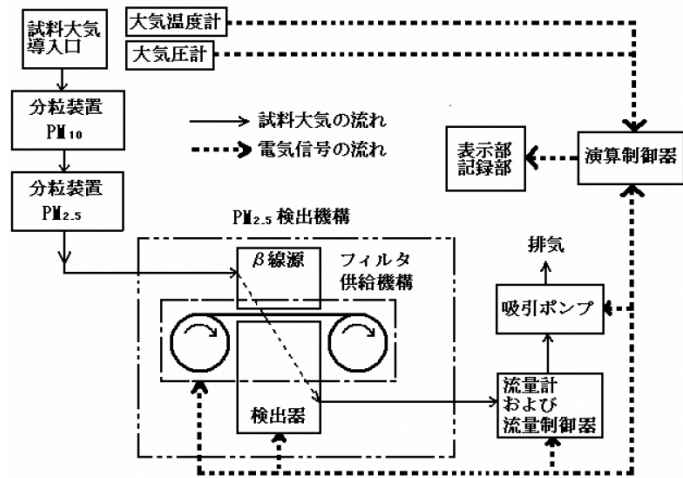 試料大気
導入口
大気温度計
大気圧計
分粒装置
PM₁₀
分粒装置
PM₂.₅
試料大気の流れ
電気信号の流れ
表示部
記録部
演算制御器
PM₂.₅検出機構
β線源
フィルタ
供給機構
検出器
排気
吸引ポンプ
流量計
および
流量制御器